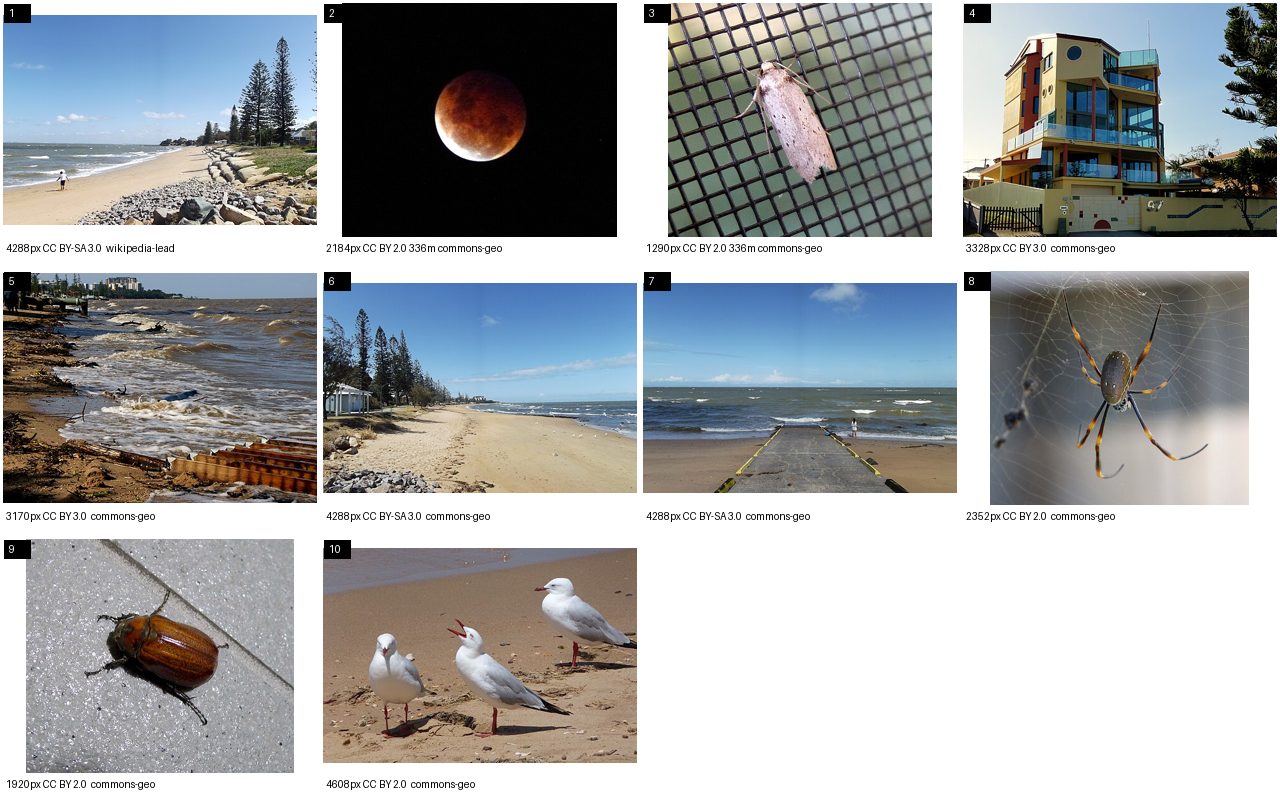 1
2
3
4
4288px CC BY-SA 3.0 wikipedia-lead
2184px CC BY 2.0 336m commons-geo
1290px CC BY 2.0 336m commons-geo
3328px CC BY 3.0 commons-geo
5
6
7
8
3170px CC BY 3.0 commons-geo
4288px CC BY-SA 3.0 commons-geo
4288px CC BY-SA 3.0 commons-geo
2352px CC BY 2.0 commons-geo
9
10
1920px CC BY 2.0 commons-geo
4608px CC BY 2.0 commons-geo